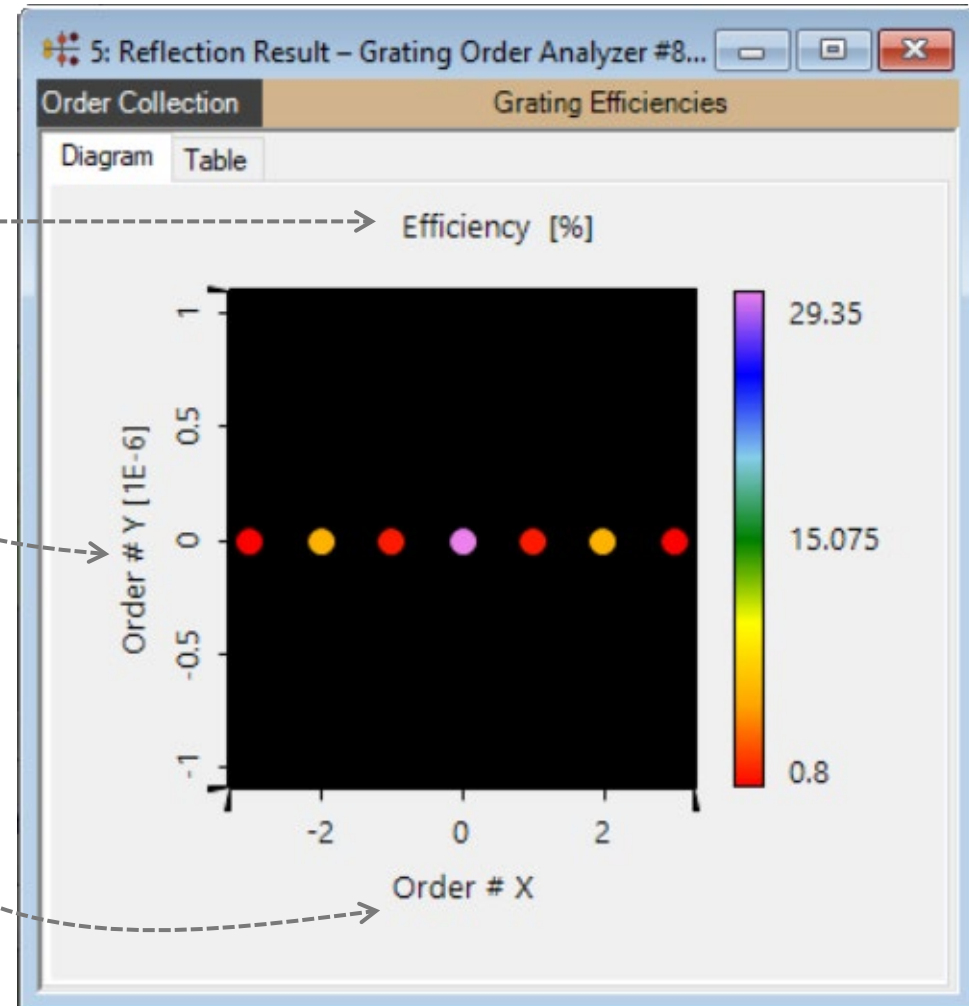 5: Reflection Result – Grating Order Analyzer #8...
Order Collection
Grating Efficiencies
Diagram
Table
Efficiency [%]
1
0.5
0
-0.5
-1
Order # Y [1E-6]
29.35
15.075
0.8
-2
0
2
Order # X